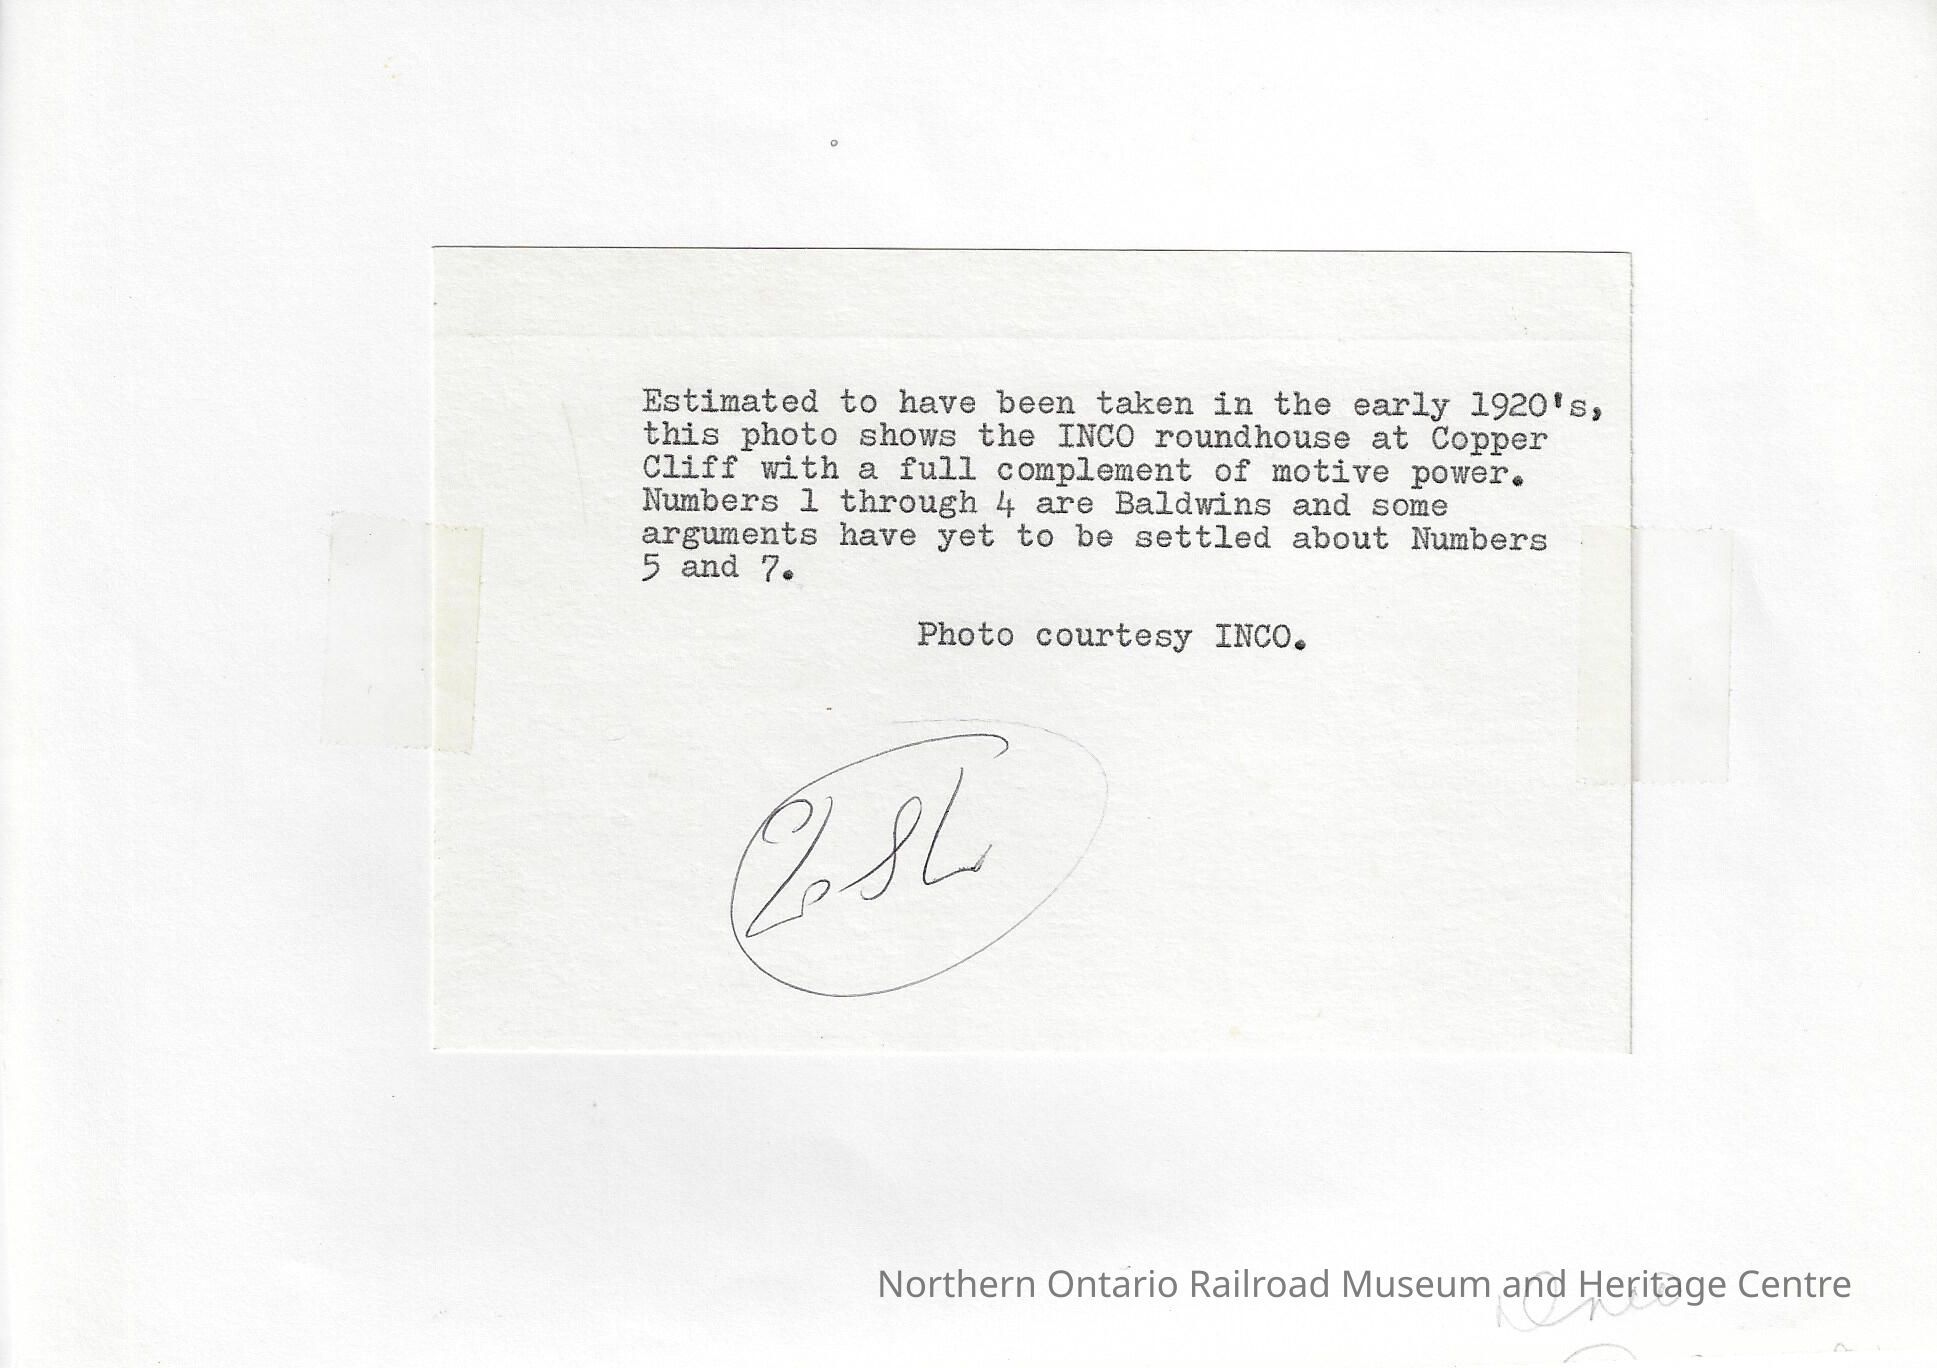 Estimated to have been taken in the early 1920's,
this photo shows the INCO roundhouse at Copper
Cliff with a full complement of motive power.
Numbers 1 through 4 are Baldwins and some
arguments have yet to be settled about Numbers
5 and 7.
Photo courtesy INCO.
Northern Ontario Railroad Museum and Heritage Centre